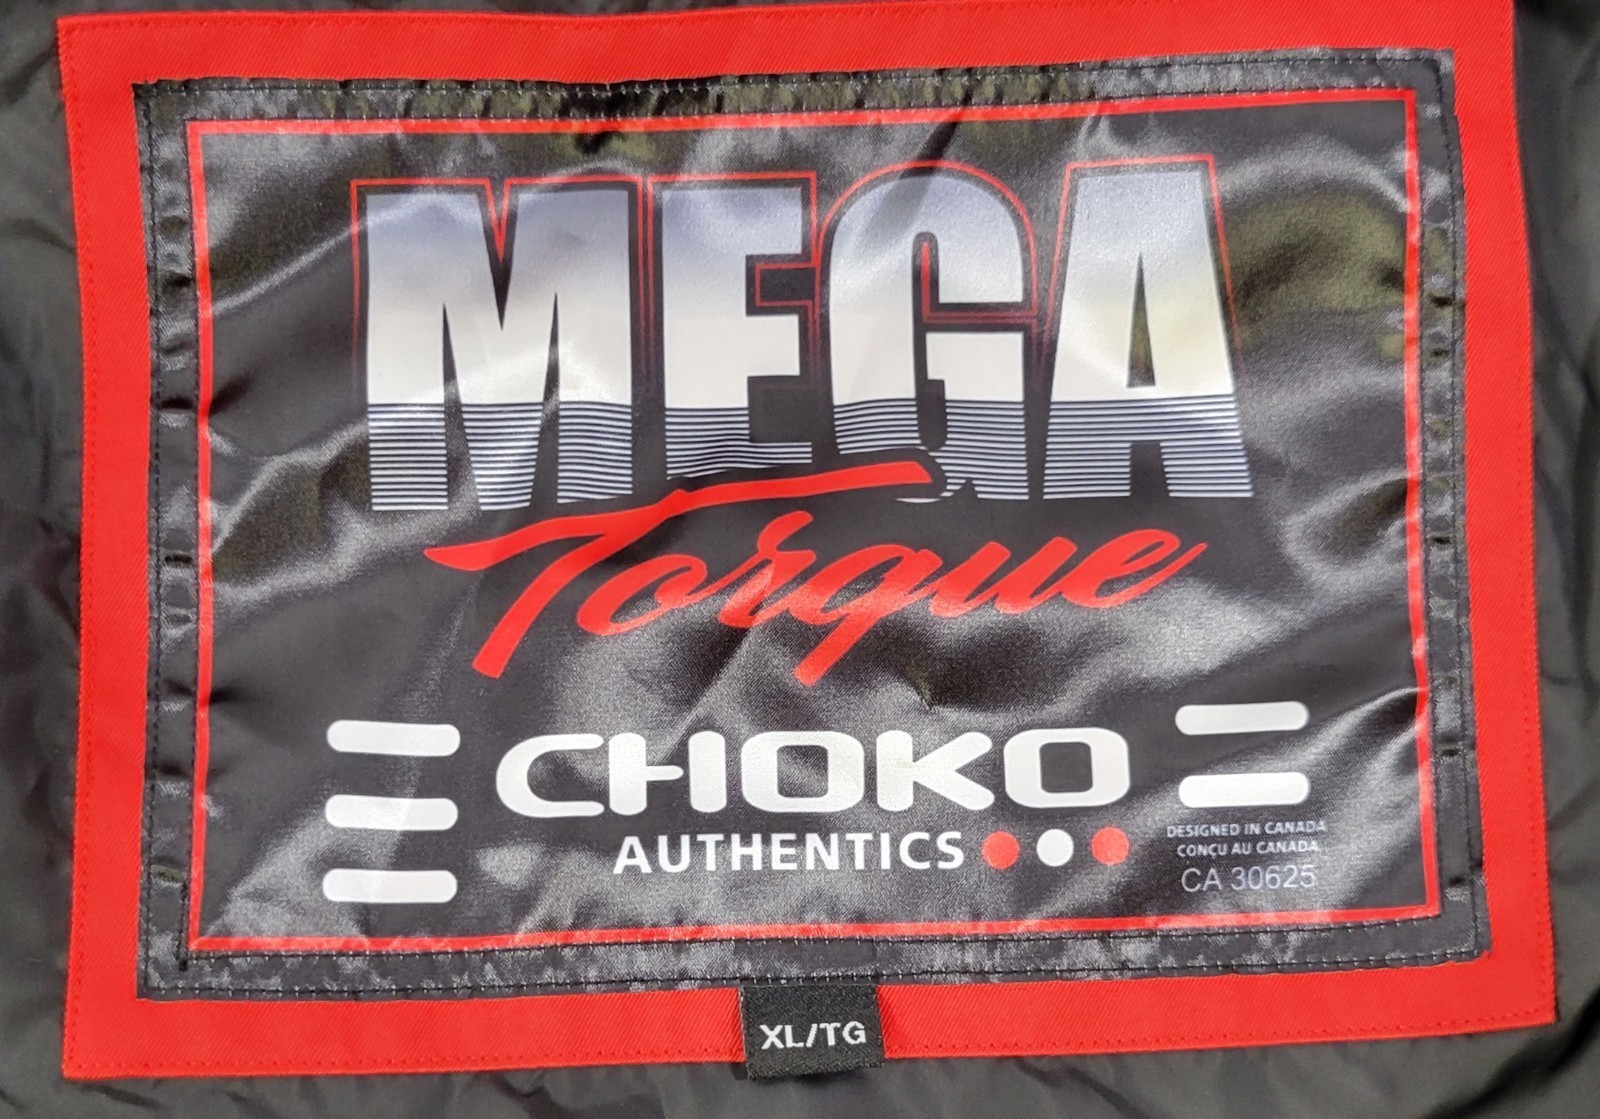 MEGA
Torque
CHOKO
AUTHENTICS
DESIGNED IN CANADA
CONÇU AU CANADA
CA 30625
XL/TG